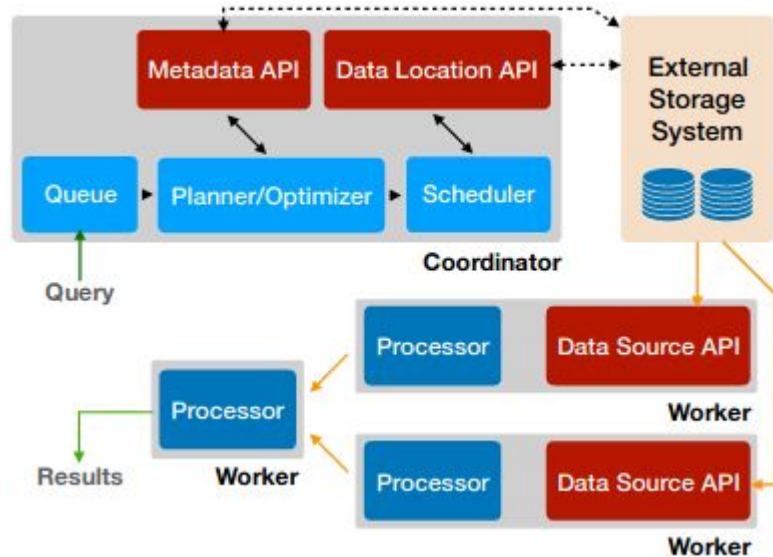 Metadata API
Data Location API
External
Storage
System
Queue
Planner/Optimizer
Scheduler
Coordinator
Query
Processor
Data Source API
Worker
Processor
Results
Worker
Processor
Data Source API
Worker